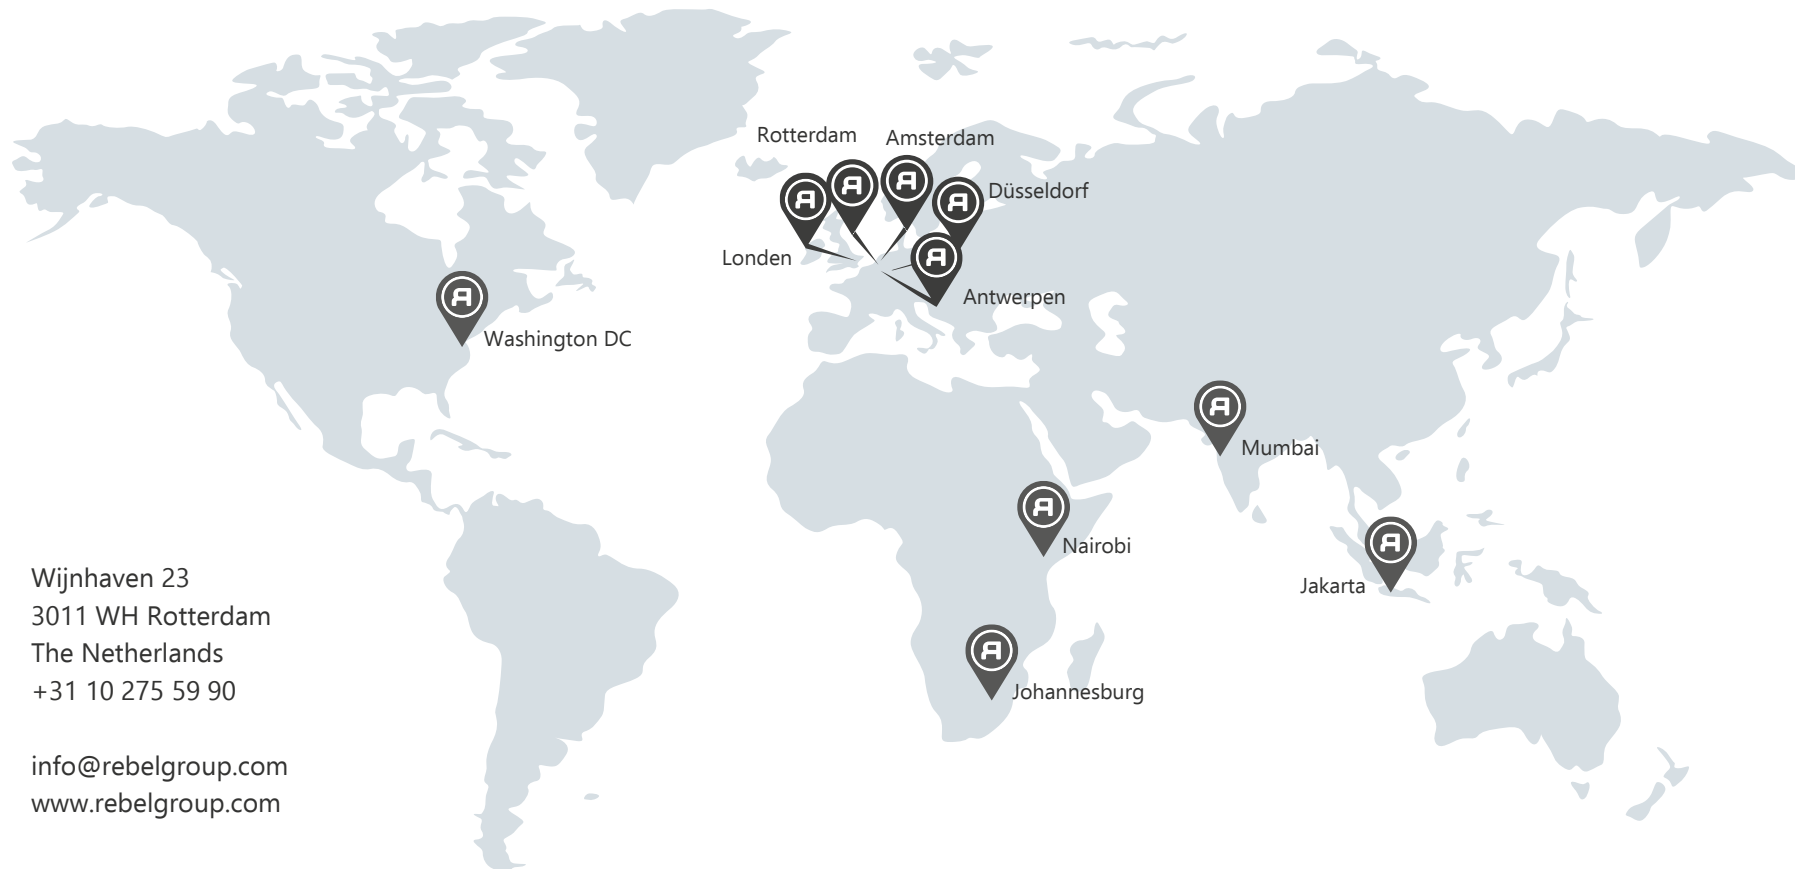 Rotterdam
Amsterdam
Düsseldorf
Londen
Antwerpen
Washington DC
Mumbai
Nairobi
Jakarta
Johannesburg
Wijnhaven 23
3011 WH Rotterdam
The Netherlands
+31 10 275 59 90
info@rebelgroup.com
www.rebelgroup.com